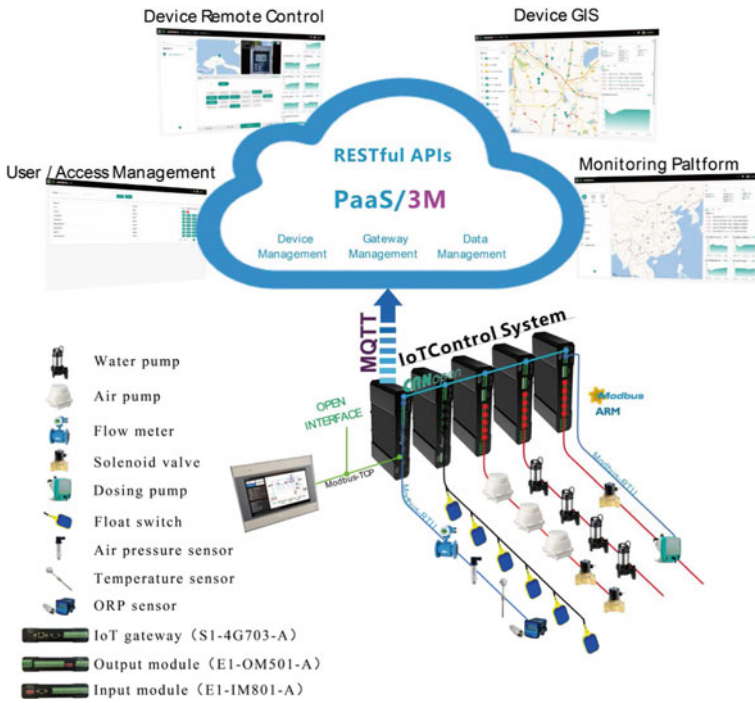 Device Remote Control
Device GIS
User / Access Management
Monitoring Paltform
RESTful APIs
PaaS/3M
Device
Management
Gateway
Management
Data
Management
MQTT
IoTControl System
CANopen
Modbus
ARM
OPEN
INTERFACE
Modbus-TCP
Modbus-RTU
Modbus-RTU
Water pump
Air pump
Flow meter
Solenoid valve
Dosing pump
Float switch
Air pressure sensor
Temperature sensor
ORP sensor
IoT gateway（S1-4G703-A）
Output module（E1-OM501-A）
Input module（E1-IM801-A）